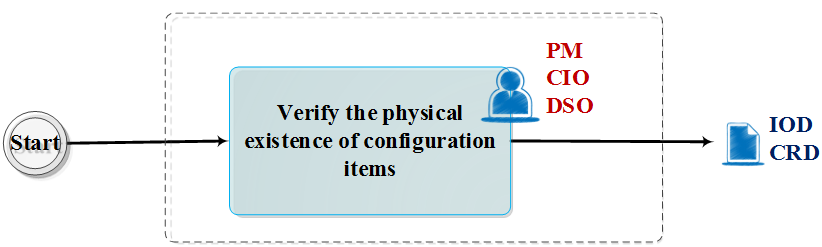 Start
Verify the physical
existence of configuration
items
PM
CIO
DSO
IOD
CRD